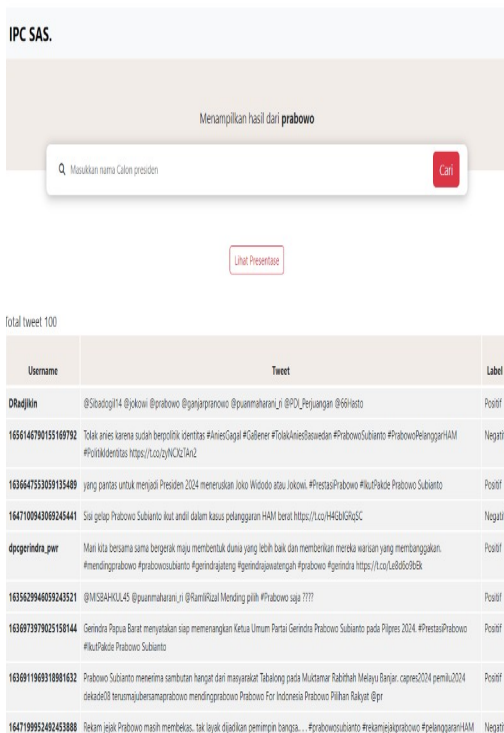 IPC SAS.
Menampilkan hasil dari prabowo
Masukkan nama Calon presiden
Cari
Lihat Presentase
Total tweet 100
Username Tweet Label
DRadjikin @Sibadogil14 @jokowi @prabowo @ganjarpranowo @puanmaharani_ri @PDI_Perjuangan @66Hasto Positif
1656146790155169792 Tolak anies karena sudah berpolitik identitas #AniesGagal #GaBener #TolakAniesBaswedan #PrabowoSubianto #PrabowoPelanggarHAM Negatif
#PolitikIdentitas https://t.co/zyNCXzTAn2
1636647553059135489 yang pantas untuk menjadi Presiden 2024 meneruskan Joko Widodo atau Jokowi. #PrestasiPrabowo #IkutPakde Prabowo Subianto Positif
1647100943069245441 Sisi gelap Prabowo Subianto ikut andil dalam kasus pelanggaran HAM berat https://t.co/H4GbIGRqSC Negatif
dpcgerindra_pwr Mari kita bersama sama bergerak maju membentuk dunia yang lebih baik dan memberikan mereka warisan yang membanggakan. Positif
#mendingprabowo #prabowosubianto #gerindrajateng #gerindrajawatengah #prabowo #gerindra https://t.co/Le8d6o9bEk
1635629946059243521 @MISBAHKUL45 @puanmaharani_ri @RamliRizal Mending pilih #Prabowo saja ???? Positif
1636973979025158144 Gerindra Papua Barat menyatakan siap memenangkan Ketua Umum Partai Gerindra Prabowo Subianto pada Pilpres 2024. #PrestasiPrabowo Positif
#IkutPakde Prabowo Subianto
1636911969318981632 Prabowo Subianto menerima sambutan hangat dari masyarakat Tabalong pada Muktamar Rabithah Melayu Banjar. capres2024 pemilu2024 Positif
dekade08 terusmajubersamaprabowo mendingprabowo Prabowo For Indonesia Prabowo Pilihan Rakyat @pr
1647199952492453888 Rekam jejak Prabowo masih membekas. tak layak dijadikan pemimpin bangsa. . . . #prabowosubianto #rekamjejakprabowo #pelanggaranHAM Negatif